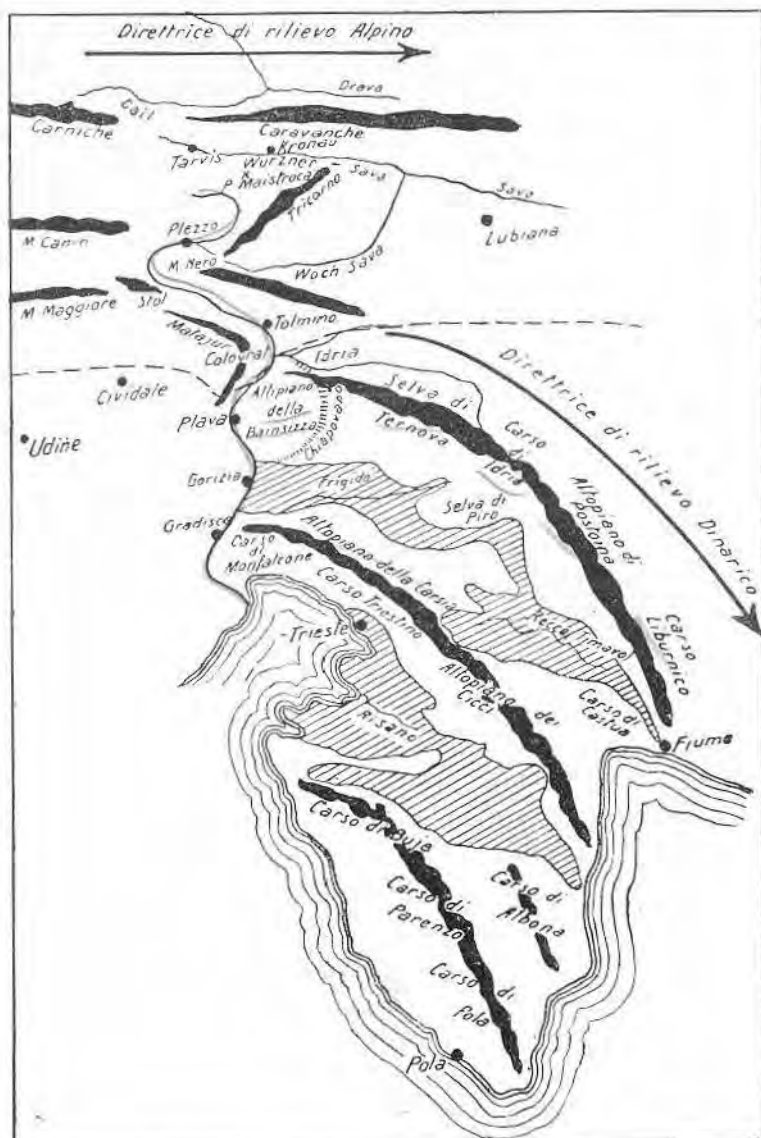 Direttrice di rilievo Alpino
Drava
Gail
Carniche
Caravanche
Kronau
Tarvis
Wurzner
P.
Maistroca
Sava
Sava
Tricorno
Lubiana
Plezzo
M. Canin
M. Nero
Woch Sava
M. Maggiore
Stol
Matajur
Tolmino
Colovrat
Idria
Direttrice di rilievo Dinarico
Cividale
Altipiano
della
Bainsizza
Chiapovano
Selva di
Ternova
Plava
Udine
Carso
di
Idria
Gorizia
Frigido
Selva di
Piro
Altopiano di
Postoina
Gradisca
Carso
di
Monfalcone
Altopiano della Carsia
Carso Triestino
Trieste
Recca Timavo
Carso
Liburnico
Altopiano dei
Cicci
Carso di
Castua
Fiume
Risano
Carso di Buie
Carso di
Parenzo
Carso di
Albona
Carso di
Pola
Pola